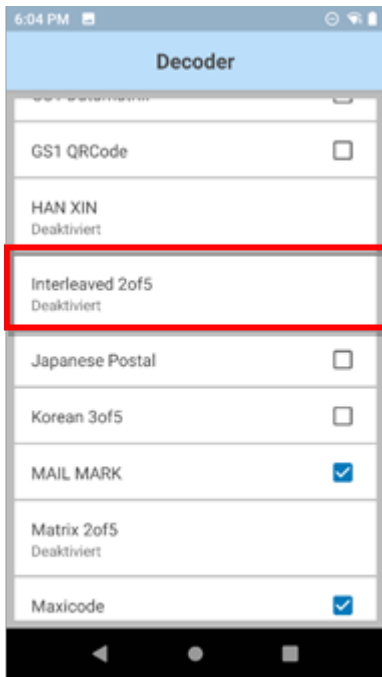 6:04 PM
Decoder
GS1 QRCode
HAN XIN
Deaktiviert
Interleaved 2of5
Deaktiviert
Japanese Postal
Korean 3of5
MAIL MARK
Matrix 2of5
Deaktiviert
Maxicode